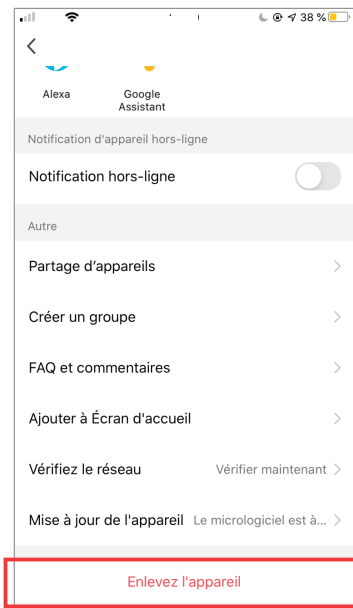 38 %
Alexa
Google
Assistant
Notification d'appareil hors-ligne
Notification hors-ligne
Autre
Partage d’appareils
Créer un groupe
FAQ et commentaires
Ajouter à Écran d'accueil
Vérifiez le réseau Vérifier maintenant
Mise à jour de l'appareil Le micrologiciel est à...
Enlevez l'appareil